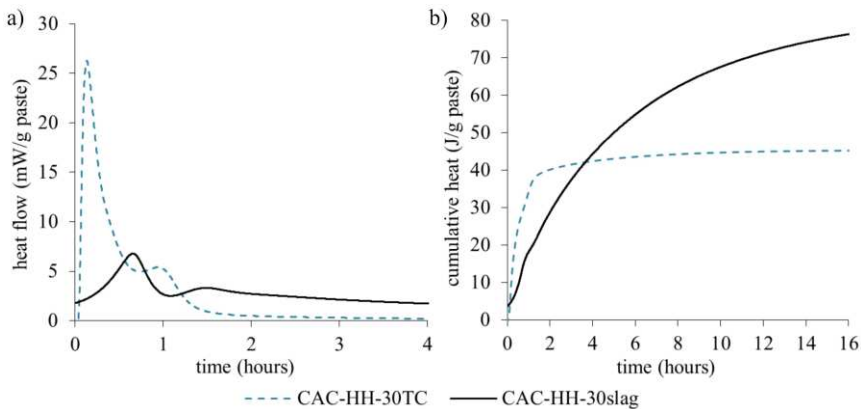 a)
30
25
20
15
10
5
0
heat flow (mW/g paste)
0 1 2 3 4
time (hours)
b)
80
70
60
50
40
30
20
10
0
cumulative heat (J/g paste)
0 2 4 6 8 10 12 14 16
time (hours)
CAC-HH-30TC CAC-HH-30slag